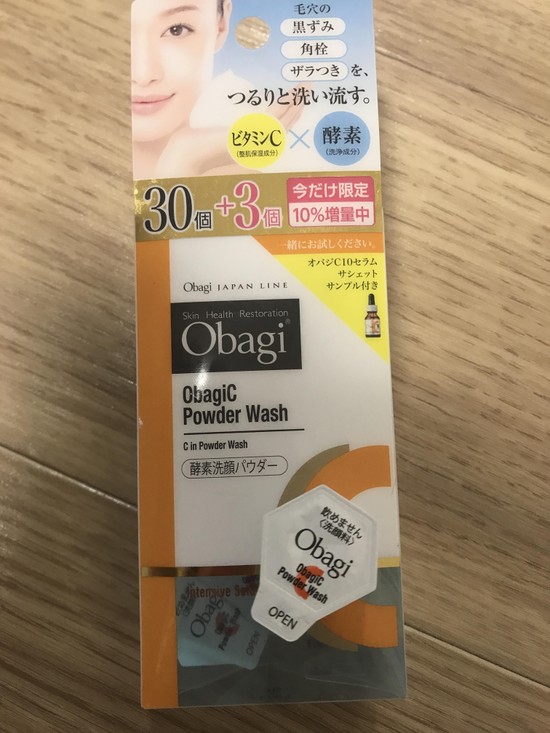 毛穴の
黒ずみ
角栓
ザラつきを、
つるりと洗い流す。
ビタミンC
(整肌保湿成分)
×
酵素
(洗浄成分)
30個+3個
今だけ限定
10%増量中
一緒にお試しください。
オバジC10セラム
サシェット
サンプル付き
Obagi JAPAN LINE
Skin Health Restoration
Obagi®
ObagiC
Powder Wash
C in Powder Wash
酵素洗顔パウダー
飲めません
〈洗顔料〉
Obagi
ObagiC
Powder Wash
OPEN
Intensive
Obagi
OPEN